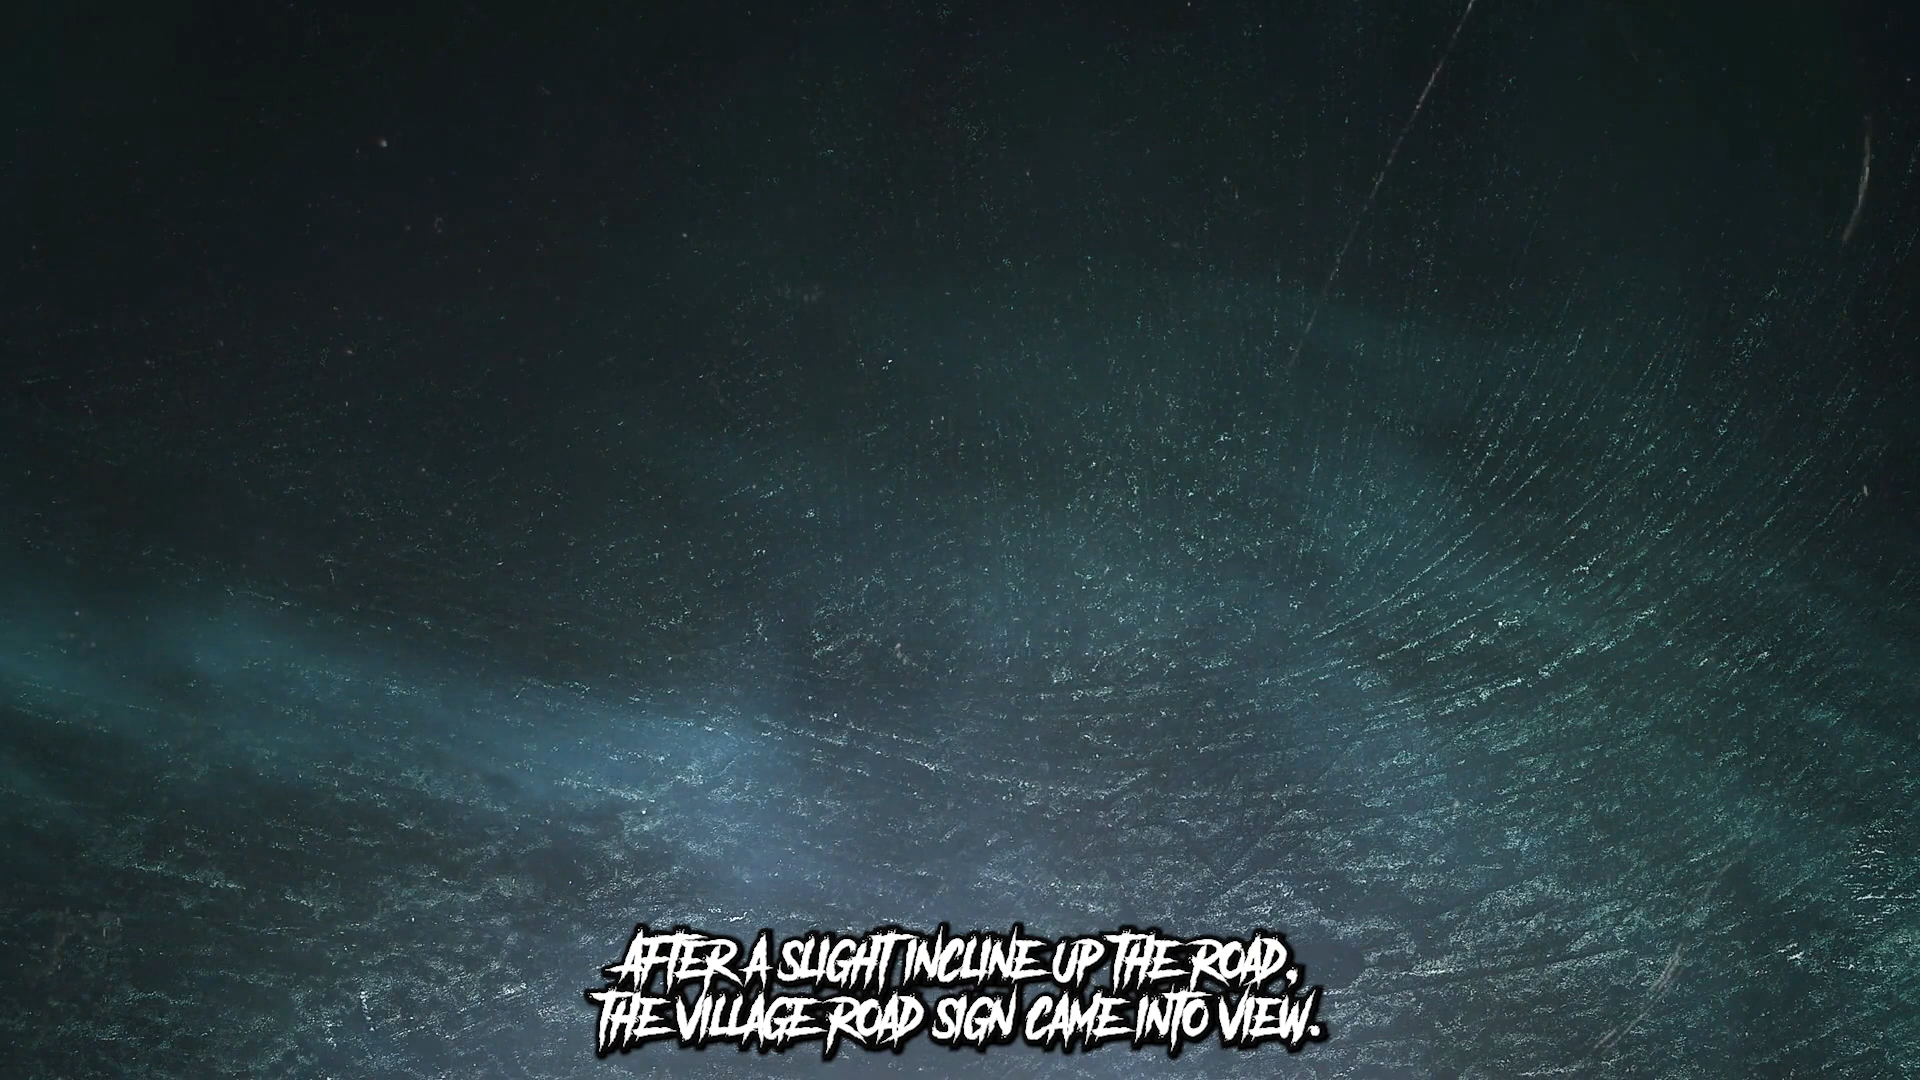 AFTER A SLIGHT INCLINE UP THE ROAD,
THE VILLAGE ROAD SIGN CAME INTO VIEW.